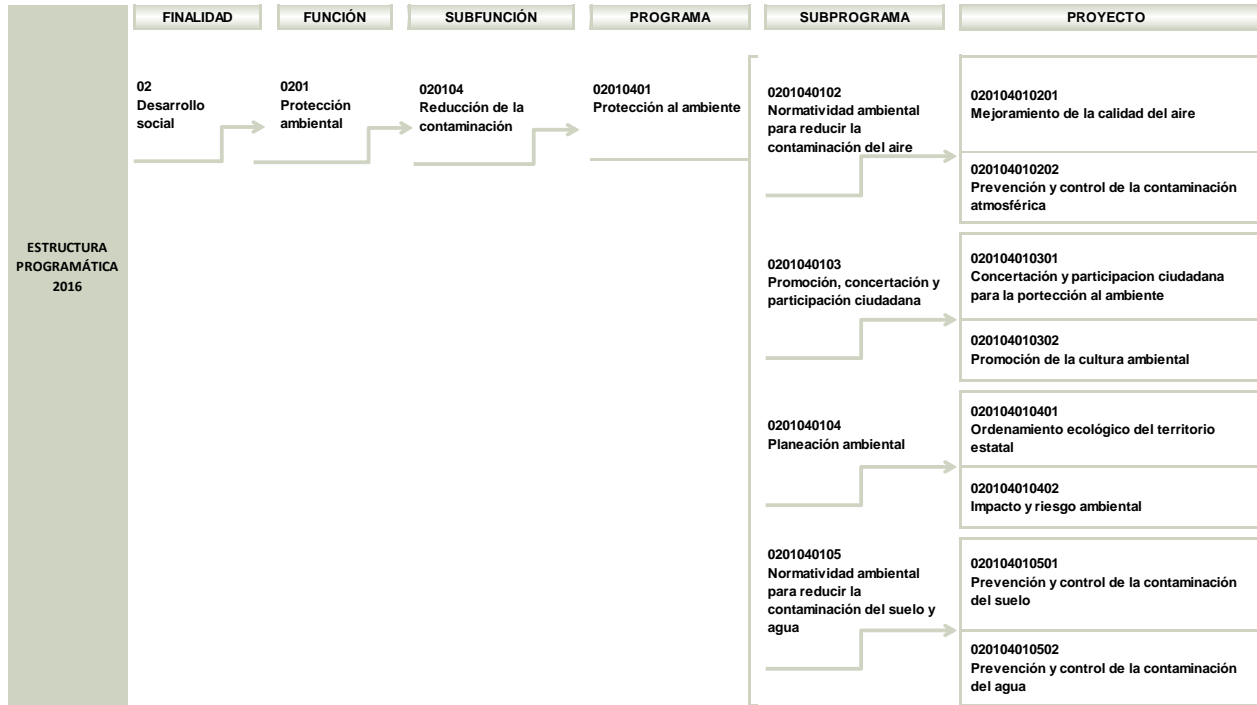 FINALIDAD
FUNCIÓN
SUBFUNCIÓN
PROGRAMA
SUBPROGRAMA
PROYECTO
ESTRUCTURA
PROGRAMÁTICA
2016
02
Desarrollo
social
0201
Protección
ambiental
020104
Reducción de la
contaminación
02010401
Protección al ambiente
0201040102
Normatividad ambiental
para reducir la
contaminación del aire
020104010201
Mejoramiento de la calidad del aire
020104010202
Prevención y control de la contaminación
atmosférica
0201040103
Promoción, concertación y
participación ciudadana
020104010301
Concertación y participacion ciudadana
para la portección al ambiente
020104010302
Promoción de la cultura ambiental
0201040104
Planeación ambiental
020104010401
Ordenamiento ecológico del territorio
estatal
020104010402
Impacto y riesgo ambiental
0201040105
Normatividad ambiental
para reducir la
contaminación del suelo y
agua
020104010501
Prevención y control de la contaminación
del suelo
020104010502
Prevención y control de la contaminación
del agua